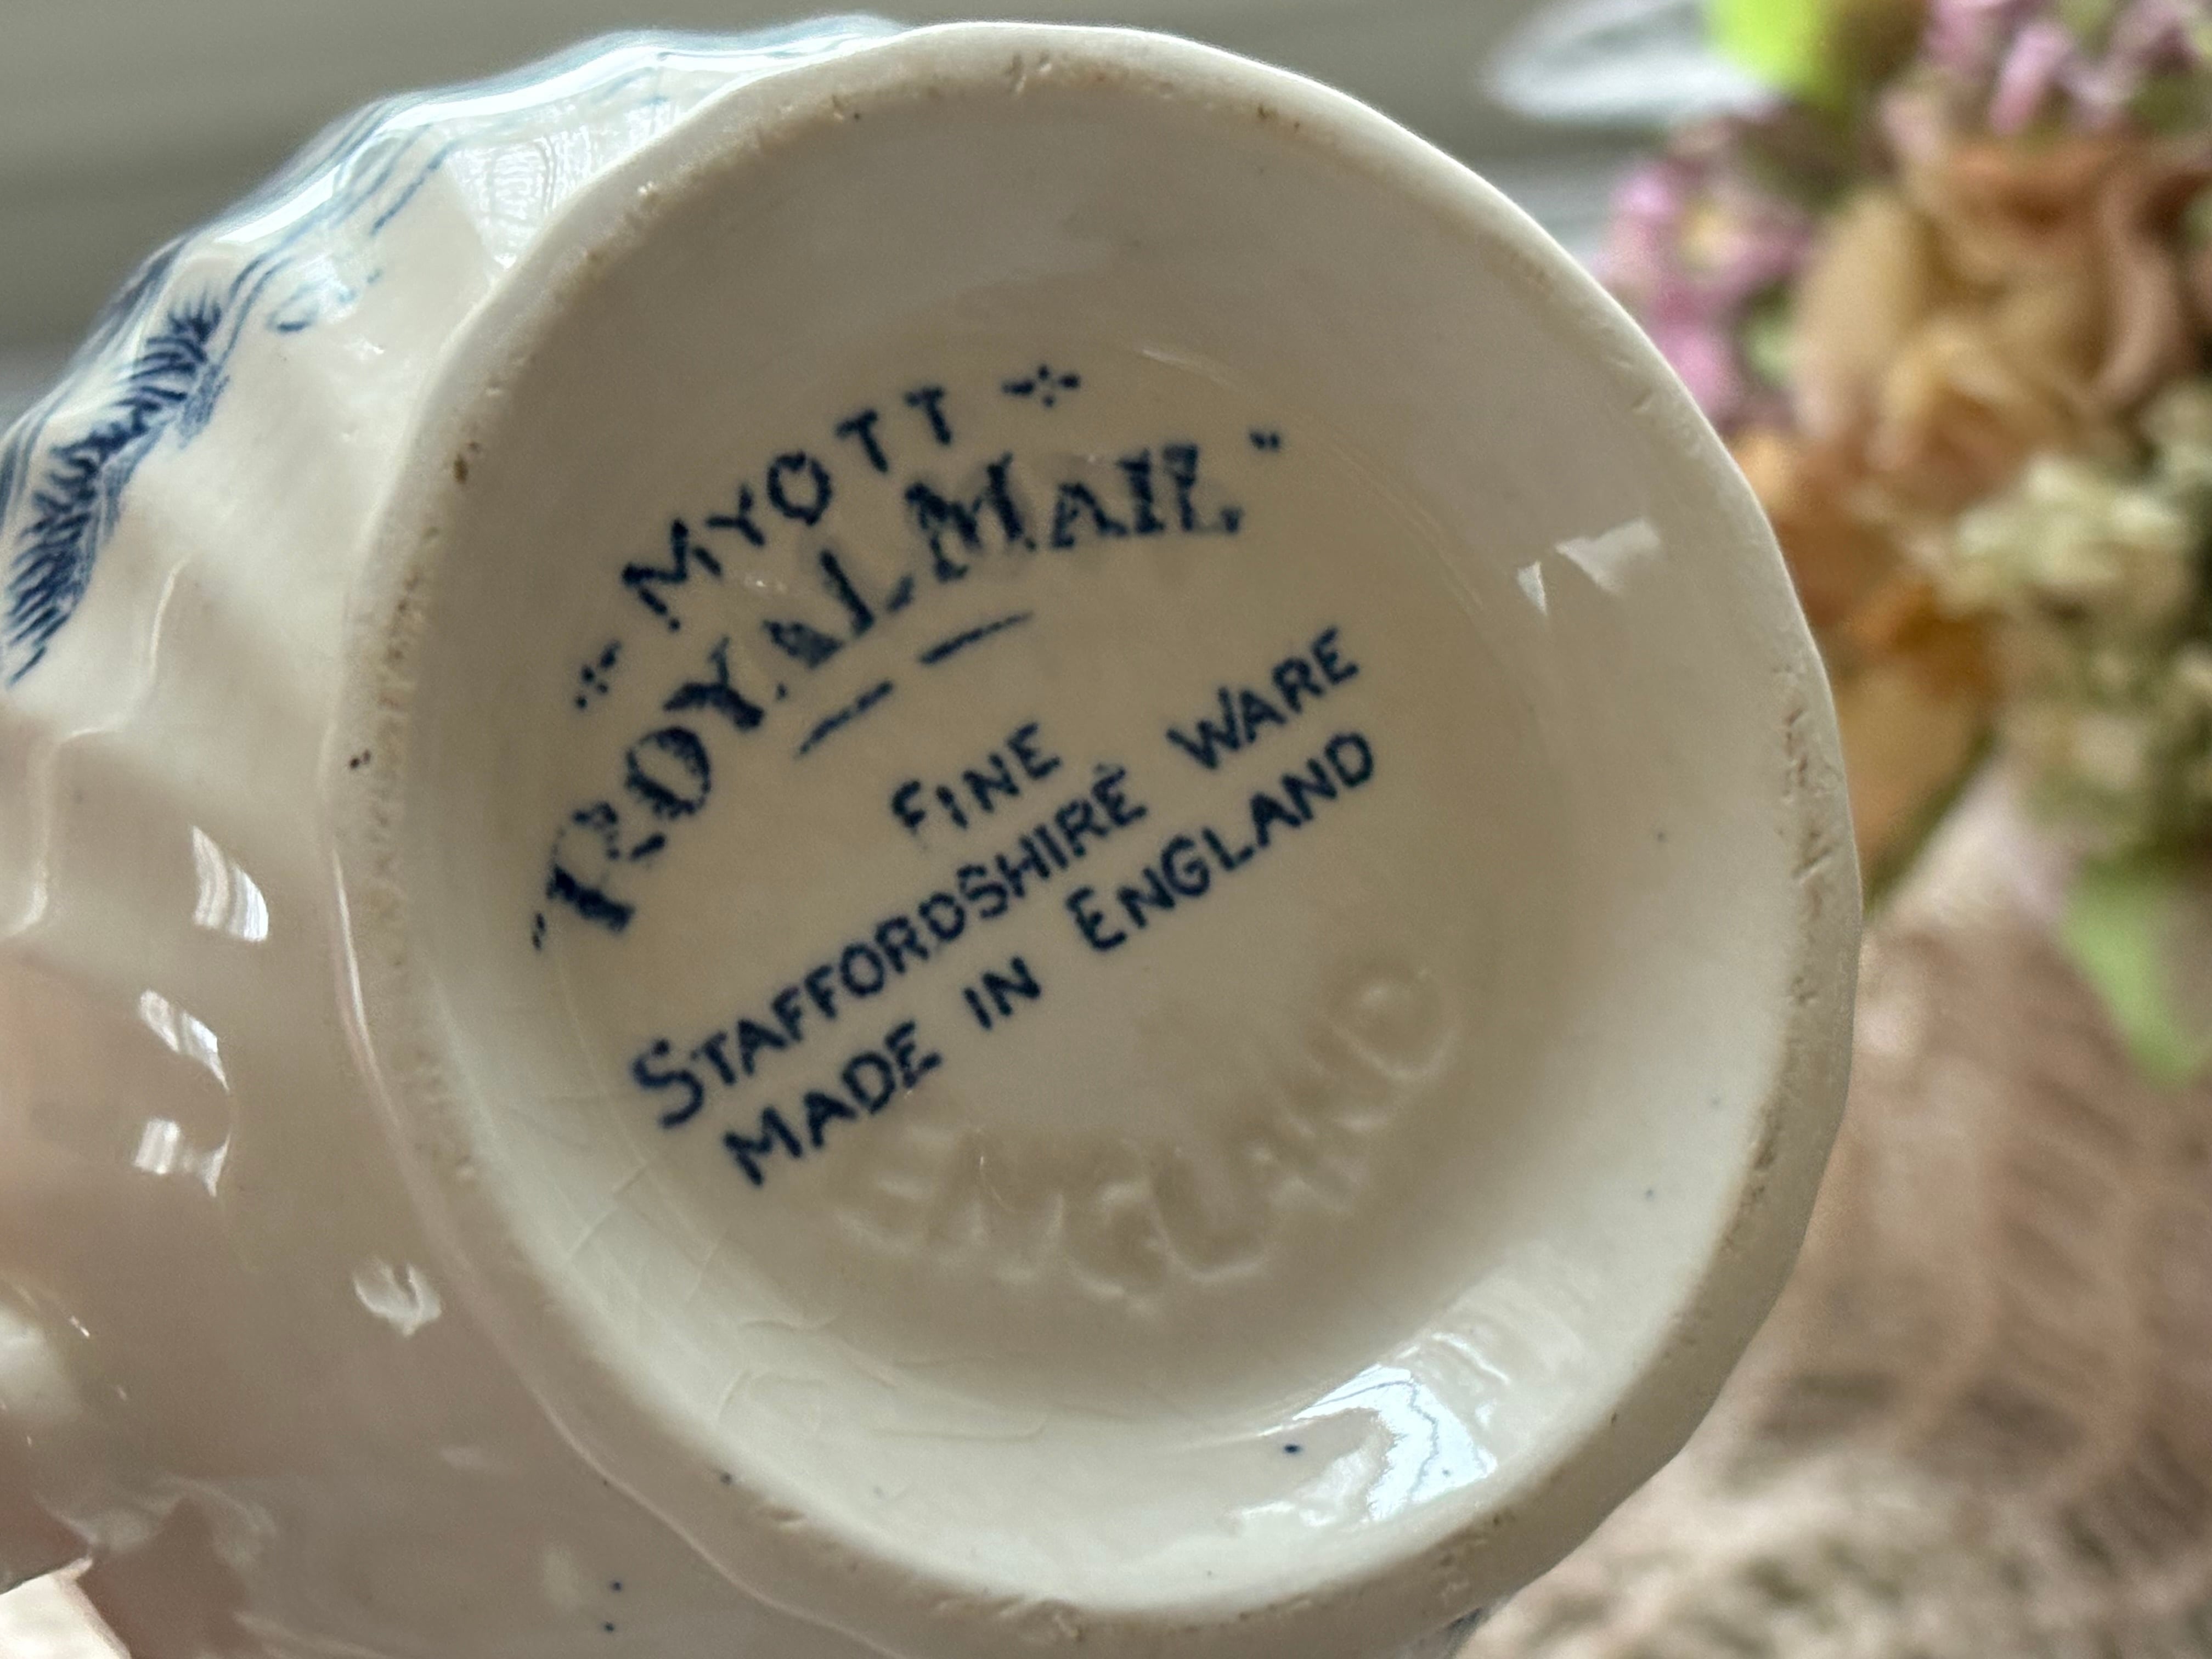 MYOTT
"ROYAL MAIL"
FINE
STAFFORDSHIRE WARE
MADE IN ENGLAND
ENGLAND